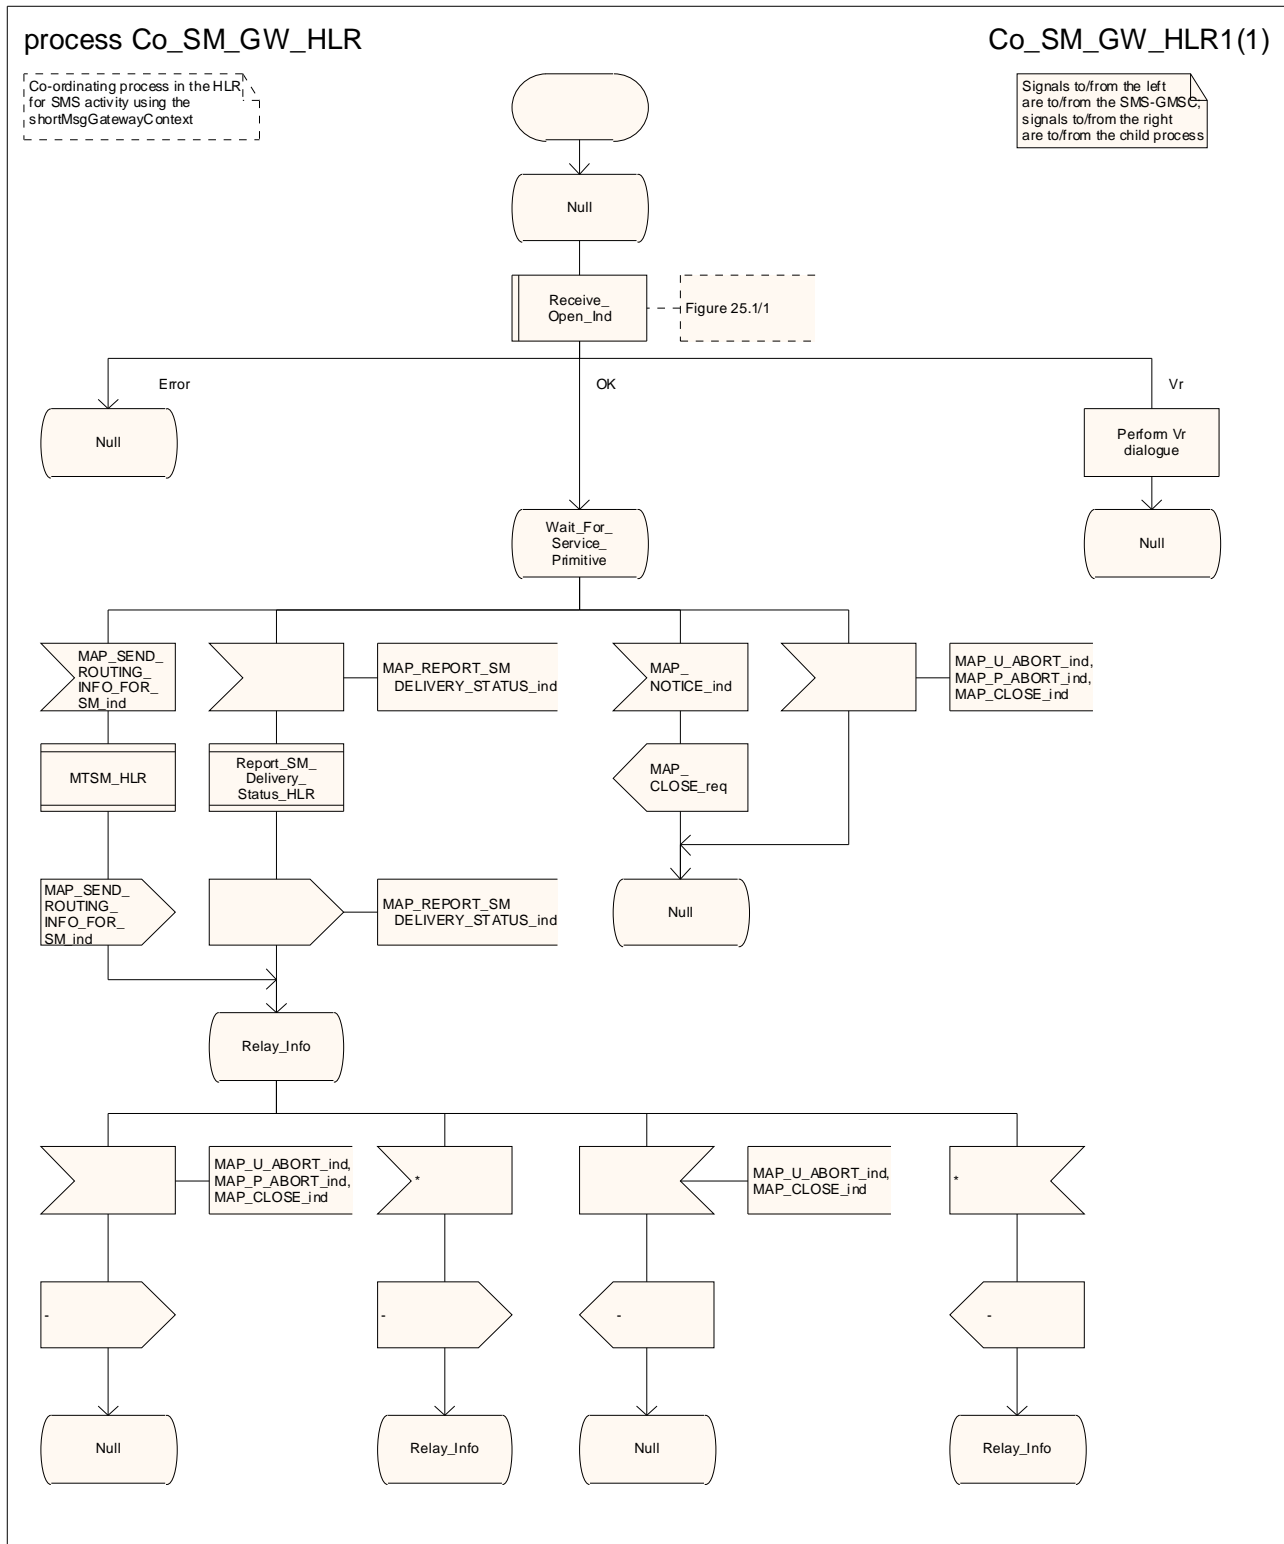 process Co_SM_GW_HLR
Co_SM_GW_HLR1(1)
Co-ordinating process in the HLR
for SMS activity using the
shortMsgGatewayContext
Signals to/from the left
are to/from the SMS-GMSC;
signals to/from the right
are to/from the child process
Null
Receive_
Open_Ind
Figure 25.1/1
Error
OK
Vr
Null
Perform Vr
dialogue
Wait_For_
Service_
Primitive
Null
MAP_SEND_
ROUTING_
INFO_FOR_
SM_ind
MAP_REPORT_SM
DELIVERY_STATUS_ind
MAP_
NOTICE_ind
MAP_U_ABORT_ind,
MAP_P_ABORT_ind,
MAP_CLOSE_ind
MTSM_HLR
Report_SM_
Delivery_
Status_HLR
MAP_
CLOSE_req
MAP_SEND_
ROUTING_
INFO_FOR_
SM_ind
MAP_REPORT_SM
DELIVERY_STATUS_ind
Null
Relay_Info
MAP_U_ABORT_ind,
MAP_P_ABORT_ind,
MAP_CLOSE_ind
*
MAP_U_ABORT_ind,
MAP_CLOSE_ind
*
-
-
-
-
Null
Relay_Info
Null
Relay_Info